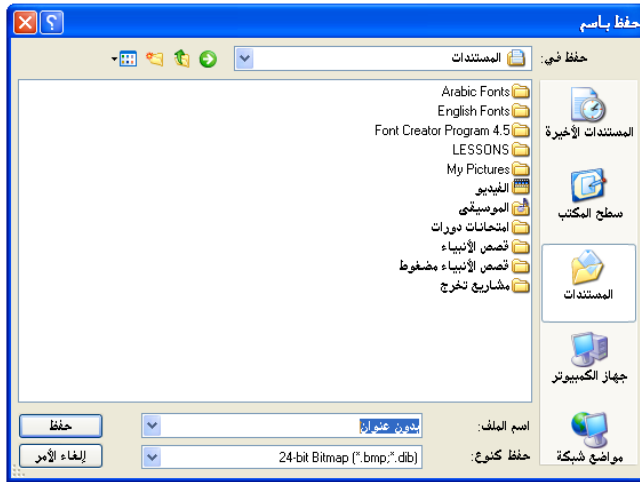 حفظ باسم
حفظ في:
المستندات
المستندات الأخيرة
سطح المكتب
المستندات
جهاز الكمبيوتر
مواضع شبكة
Arabic Fonts
English Fonts
Font Creator Program 4.5
LESSONS
My Pictures
الفيديو
الموسيقى
امتحانات دورات
قصص الأنبياء
قصص الأنبياء مضغوط
مشاريع تخرج
اسم الملف:
بدون عنوان
حفظ
حفظ كنوع:
24-bit Bitmap (*.bmp;*.dib)
إلغاء الأمر